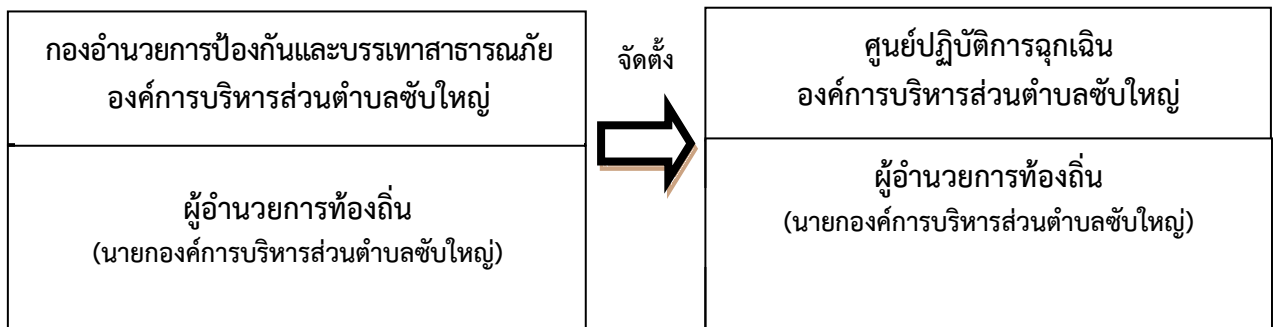 กองอำนวยการป้องกันและบรรเทาสาธารณภัย
องค์การบริหารส่วนตำบลซับใหญ่
ผู้อำนวยการท้องถิ่น
(นายกองค์การบริหารส่วนตำบลซับใหญ่)
จัดตั้ง
ศูนย์ปฏิบัติการฉุกเฉิน
องค์การบริหารส่วนตำบลซับใหญ่
ผู้อำนวยการท้องถิ่น
(นายกองค์การบริหารส่วนตำบลซับใหญ่)